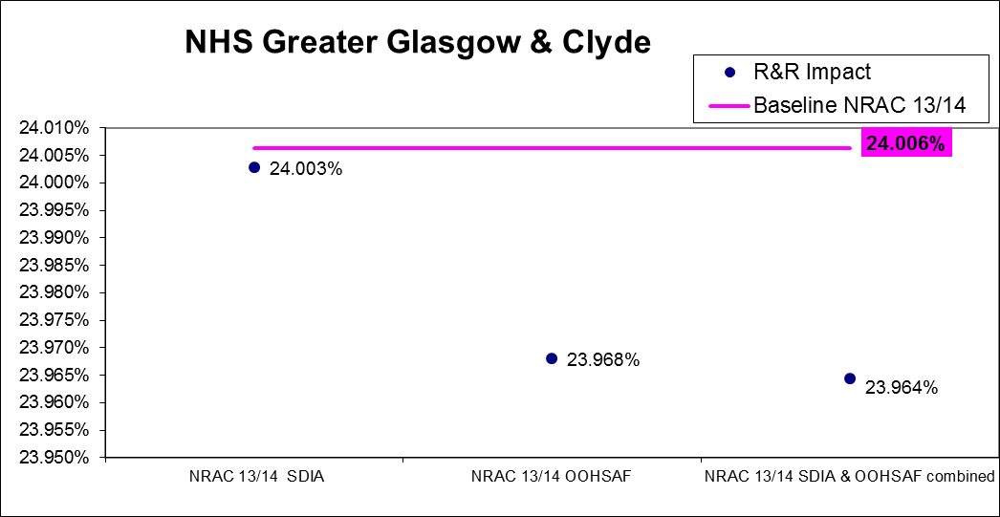 NHS Greater Glasgow & Clyde
R&R Impact
Baseline NRAC 13/14
24.010%
24.005%
24.000%
23.995%
23.990%
23.985%
23.980%
23.975%
23.970%
23.965%
23.960%
23.955%
23.950%
24.006%
24.003%
23.968%
23.964%
NRAC 13/14  SDIA
NRAC 13/14 OOHSAF
NRAC 13/14 SDIA & OOHSAF combined